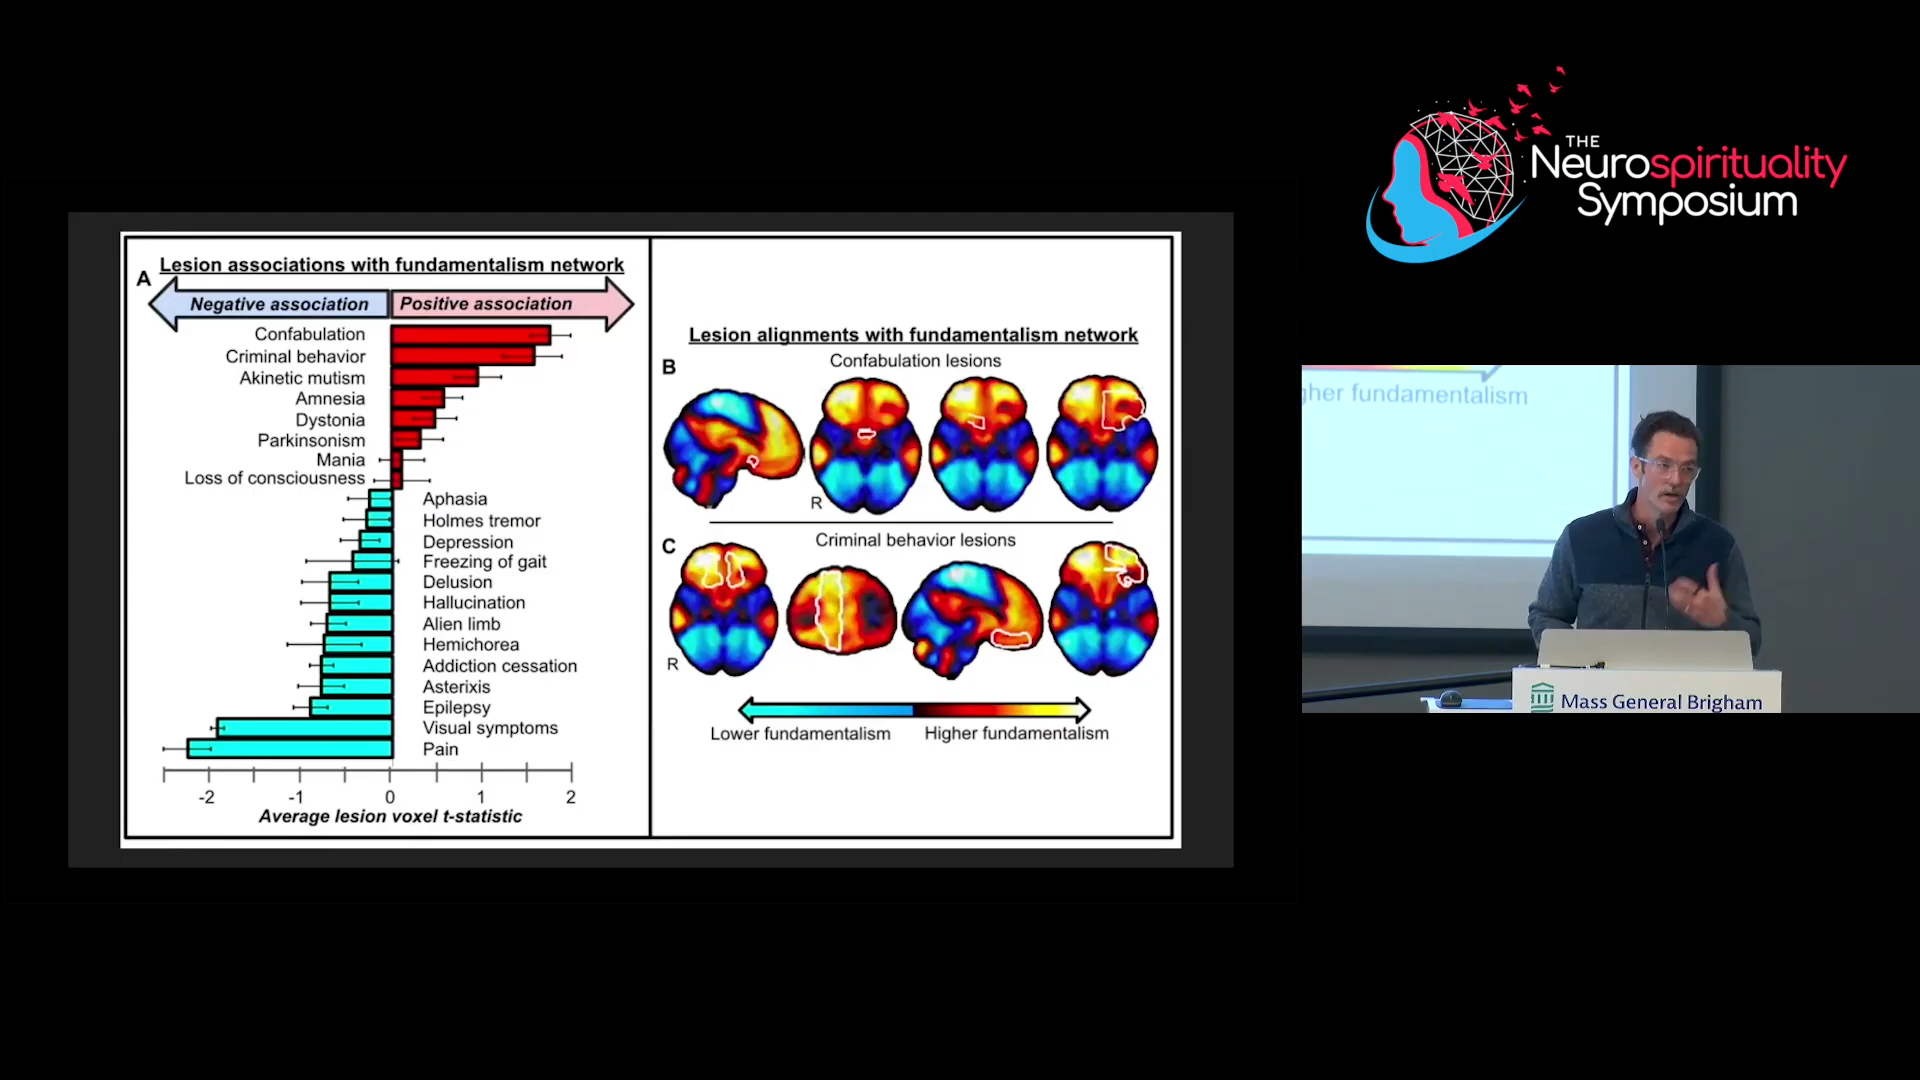 THE
Neurospirituality
Symposium
Lesion associations with fundamentalism network
A
Negative association
Positive association
Confabulation
Criminal behavior
Akinetic mutism
Amnesia
Dystonia
Parkinsonism
Mania
Loss of consciousness
Aphasia
Holmes tremor
Depression
Freezing of gait
Delusion
Hallucination
Alien limb
Hemichorea
Addiction cessation
Asterixis
Epilepsy
Visual symptoms
Pain
-2 -1 0 1 2
Average lesion voxel t-statistic
Lesion alignments with fundamentalism network
B
Confabulation lesions
R
C
Criminal behavior lesions
R
Lower fundamentalism
Higher fundamentalism
fundamentalism
Mass General Brigham